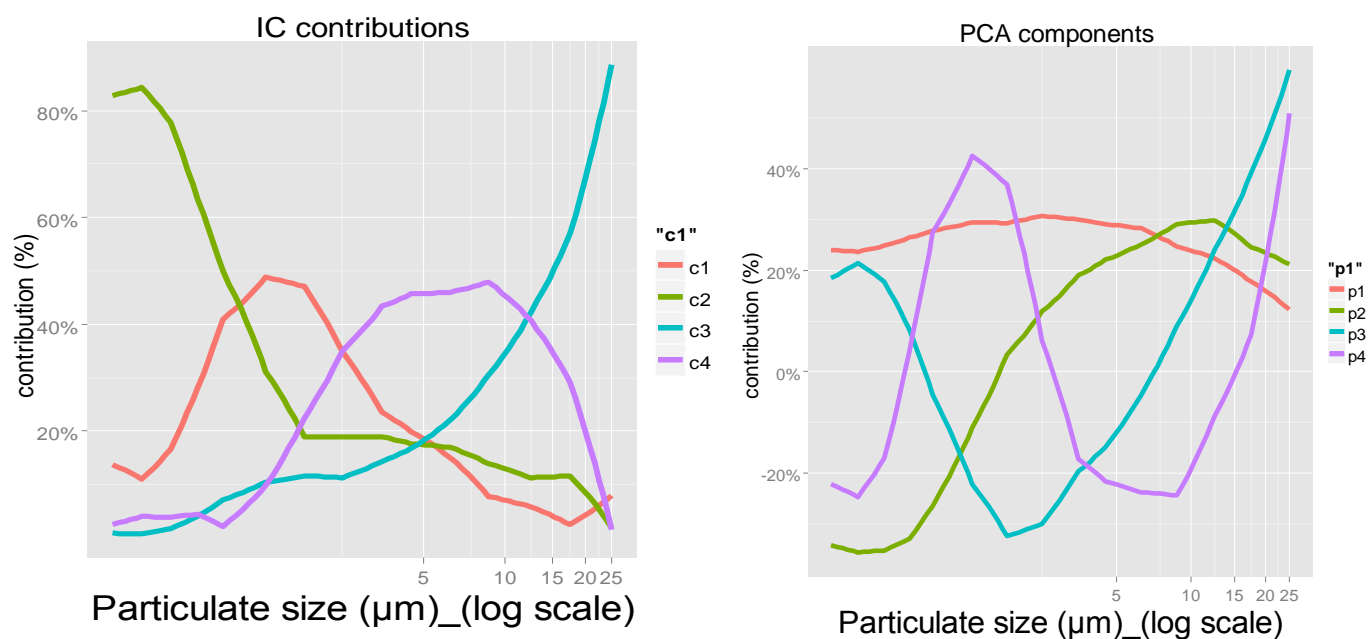 IC contributions
80%
60%
40%
20%
contribution (%)
5 10 15 20 25
Particulate size (µm)_(log scale)
"c1"
c1
c2
c3
c4
PCA components
40%
20%
0%
-20%
contribution (%)
5 10 15 20 25
Particulate size (µm)_(log scale)
"p1"
p1
p2
p3
p4